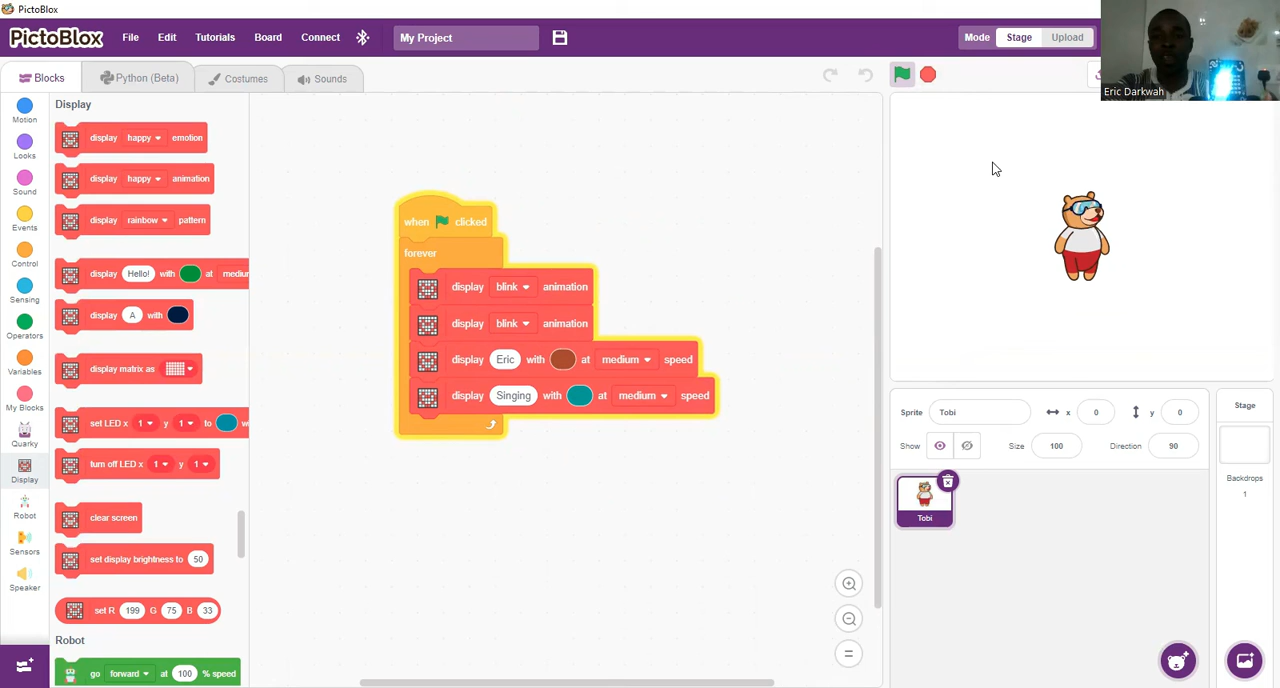 PictoBlox
PictoBlox File Edit Tutorials Board Connect My Project Mode Stage Upload
Eric Darkwah
Blocks Python (Beta) Costumes Sounds
Motion
Looks
Sound
Events
Control
Sensing
Operators
Variables
My Blocks
Quarky
Display
Robot
Sensors
Speaker
Display
display happy emotion
display happy animation
display rainbow pattern
display Hello! with at
display A with
display matrix as
set LED x 1 y 1 to
turn off LED x 1 y 1
clear screen
set display brightness to 50
set R 199 G 75 B 33
Robot
go forward at 100 % speed
when clicked
forever
display blink animation
display blink animation
display Eric with at medium speed
display Singing with at medium speed
Sprite Tobi x 0 y 0
Show Size 100 Direction 90
Tobi
Stage
Backdrops
1